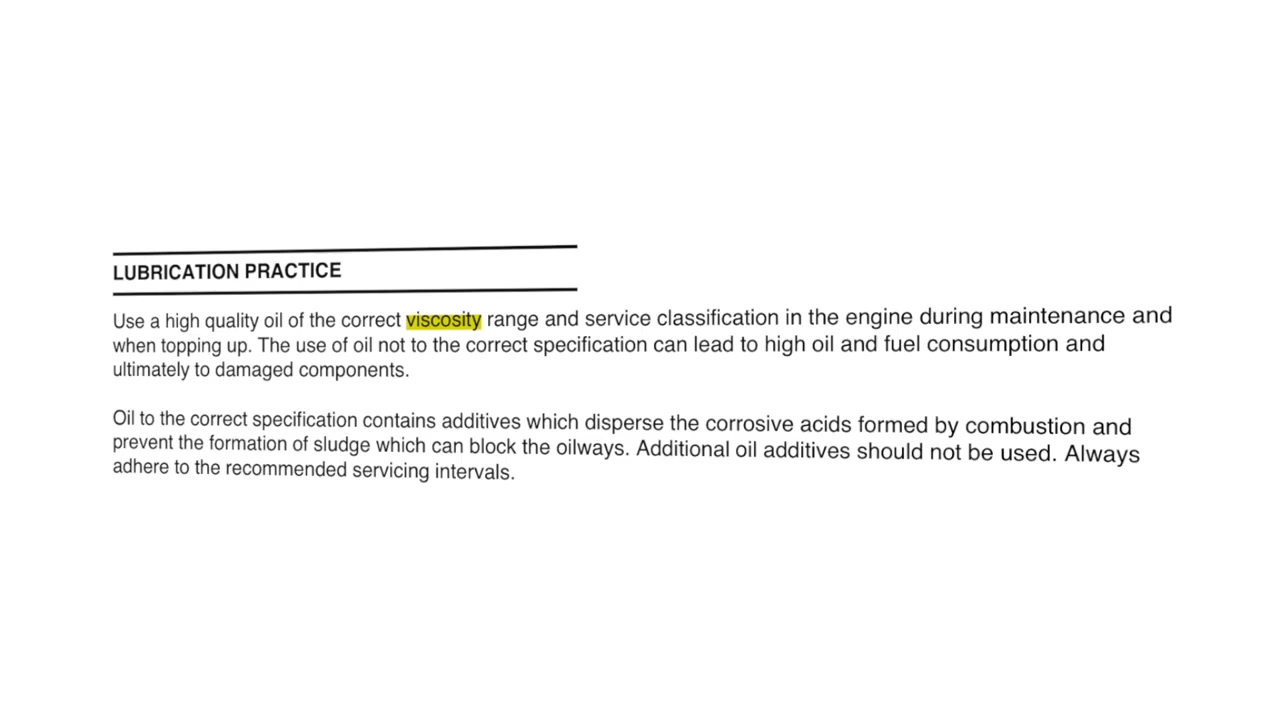 LUBRICATION PRACTICE
Use a high quality oil of the correct viscosity range and service classification in the engine during maintenance and
when topping up. The use of oil not to the correct specification can lead to high oil and fuel consumption and
ultimately to damaged components.
Oil to the correct specification contains additives which disperse the corrosive acids formed by combustion and
prevent the formation of sludge which can block the oilways. Additional oil additives should not be used. Always
adhere to the recommended servicing intervals.